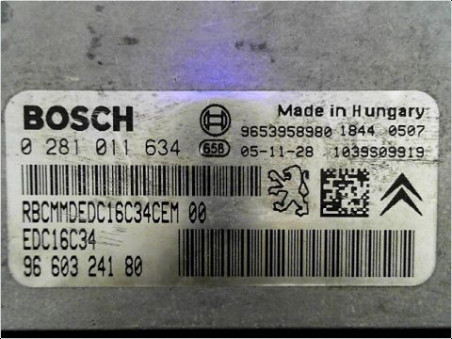 BOSCH
Made in Hungary
9653958980 1844 0507
0 281 011 634 658 05-11-28 1039S09919
RBCMMDEDC16C34CEM 00
EDC16C34
96 603 241 80